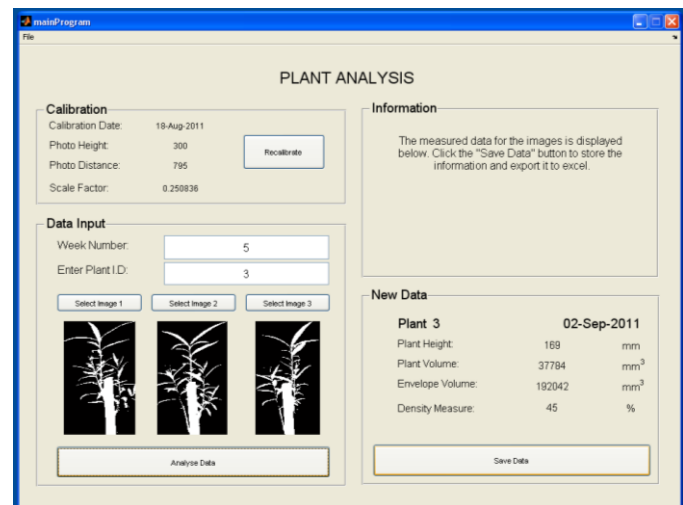 mainProgram
File
PLANT ANALYSIS
Calibration
Calibration Date: 18-Aug-2011
Photo Height: 300
Photo Distance: 795
Scale Factor: 0.250836
Recalibrate
Information
The measured data for the images is displayed
below. Click the "Save Data" button to store the
information and export it to excel.
Data Input
Week Number: 5
Enter Plant I.D: 3
Select Image 1 Select Image 2 Select Image 3
Analyse Data
New Data
Plant 3 02-Sep-2011
Plant Height: 169 mm
Plant Volume: 37784 mm³
Envelope Volume: 192042 mm³
Density Measure: 45 %
Save Data